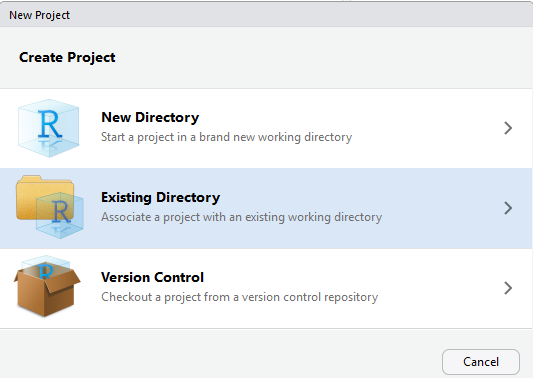 New Project
Create Project
R
New Directory
Start a project in a brand new working directory
R
Existing Directory
Associate a project with an existing working directory
R
Version Control
Checkout a project from a version control repository
Cancel